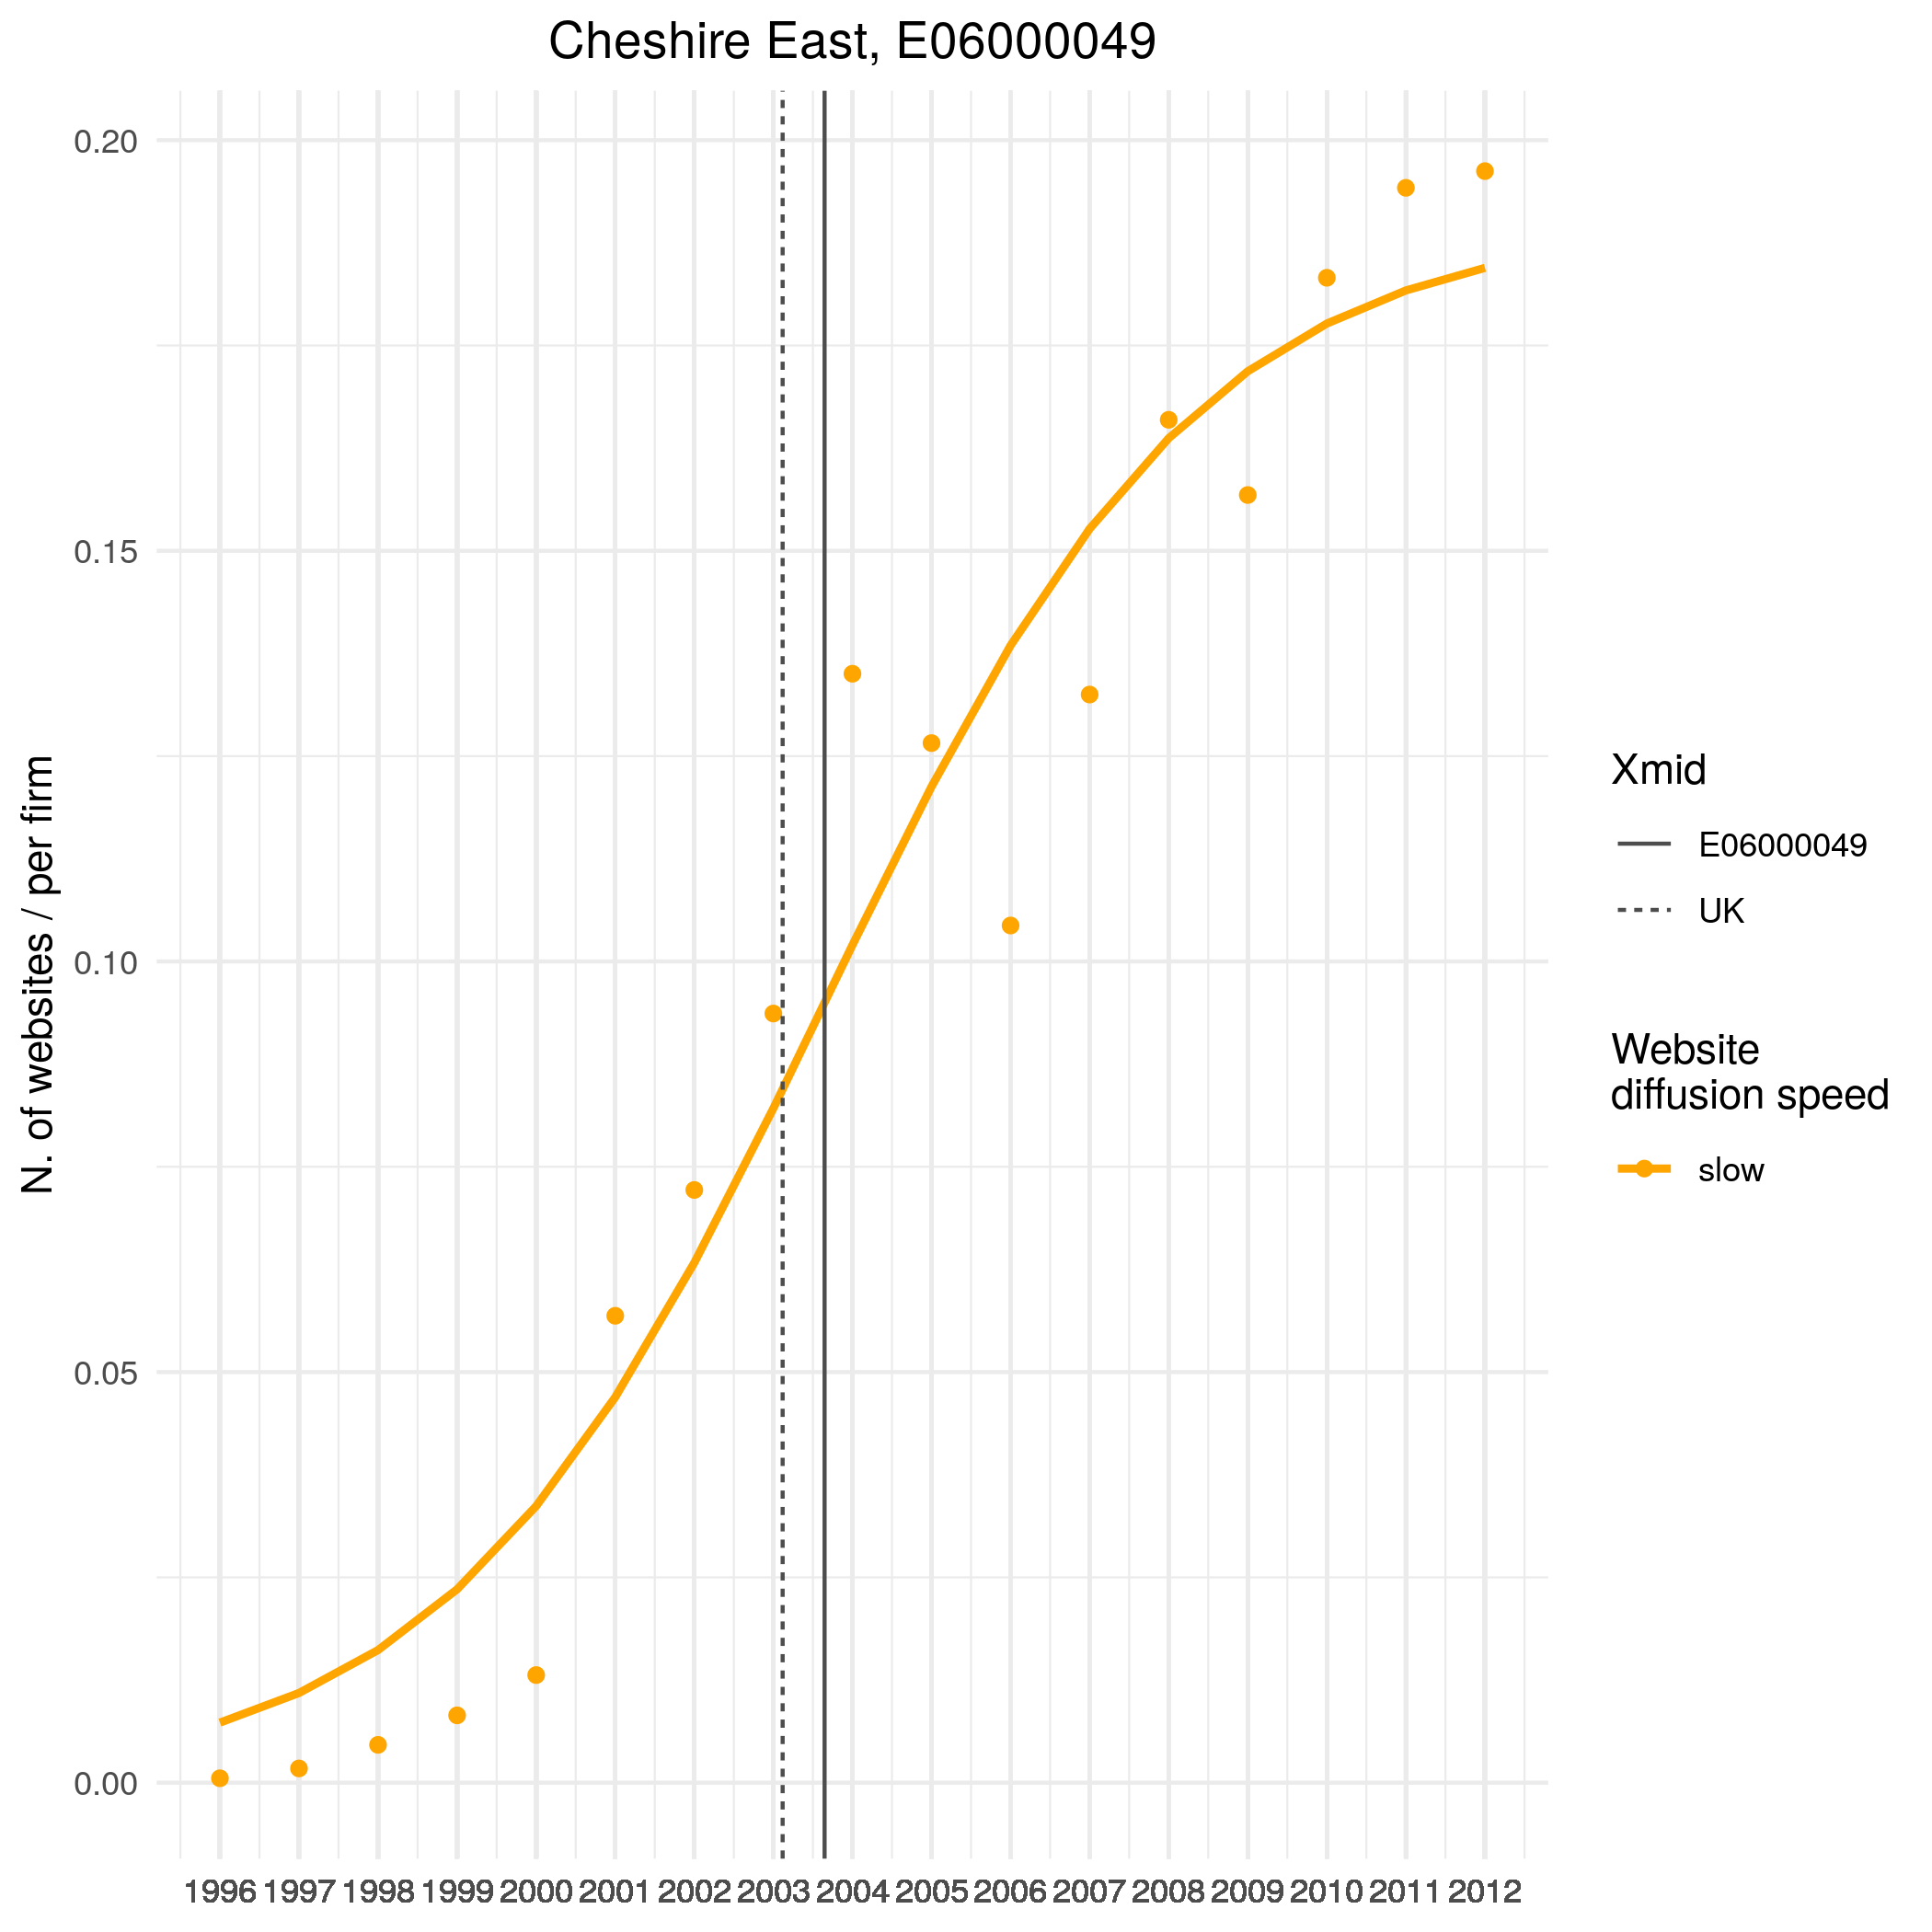 Cheshire East, E06000049
N. of websites / per firm
0.20
0.15
0.10
0.05
0.00
1996 1997 1998 1999 2000 2001 2002 2003 2004 2005 2006 2007 2008 2009 2010 2011 2012
Xmid
E06000049
UK
Website
diffusion speed
slow